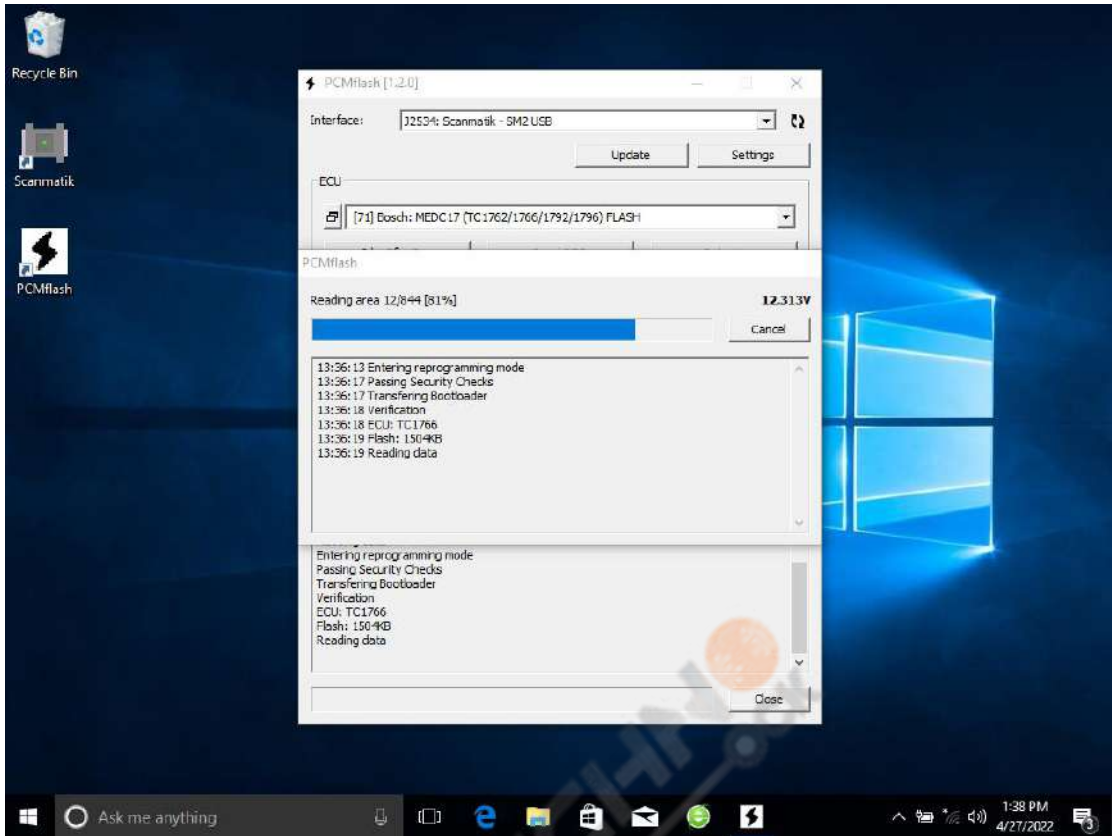 Recycle Bin
Scanmatik
PCMflash
PCMflash [1.2.0]
Interface:
J2534: Scanmatik - SM2 USB
Update
Settings
ECU
[71] Bosch: MEDC17 (TC1762/1766/1792/1796) FLASH
PCMflash
Reading area 12/844 [81%]
12.313V
Cancel
13:36:13 Entering reprogramming mode
13:36:17 Passing Security Checks
13:36:17 Transfering Bootloader
13:36:18 Verification
13:36:18 ECU: TC1766
13:36:19 Flash: 1504KB
13:36:19 Reading data
Entering reprogramming mode
Passing Security Checks
Transfering Bootloader
Verification
ECU: TC1766
Flash: 1504KB
Reading data
Close
Ask me anything
1:38 PM
4/27/2022
3